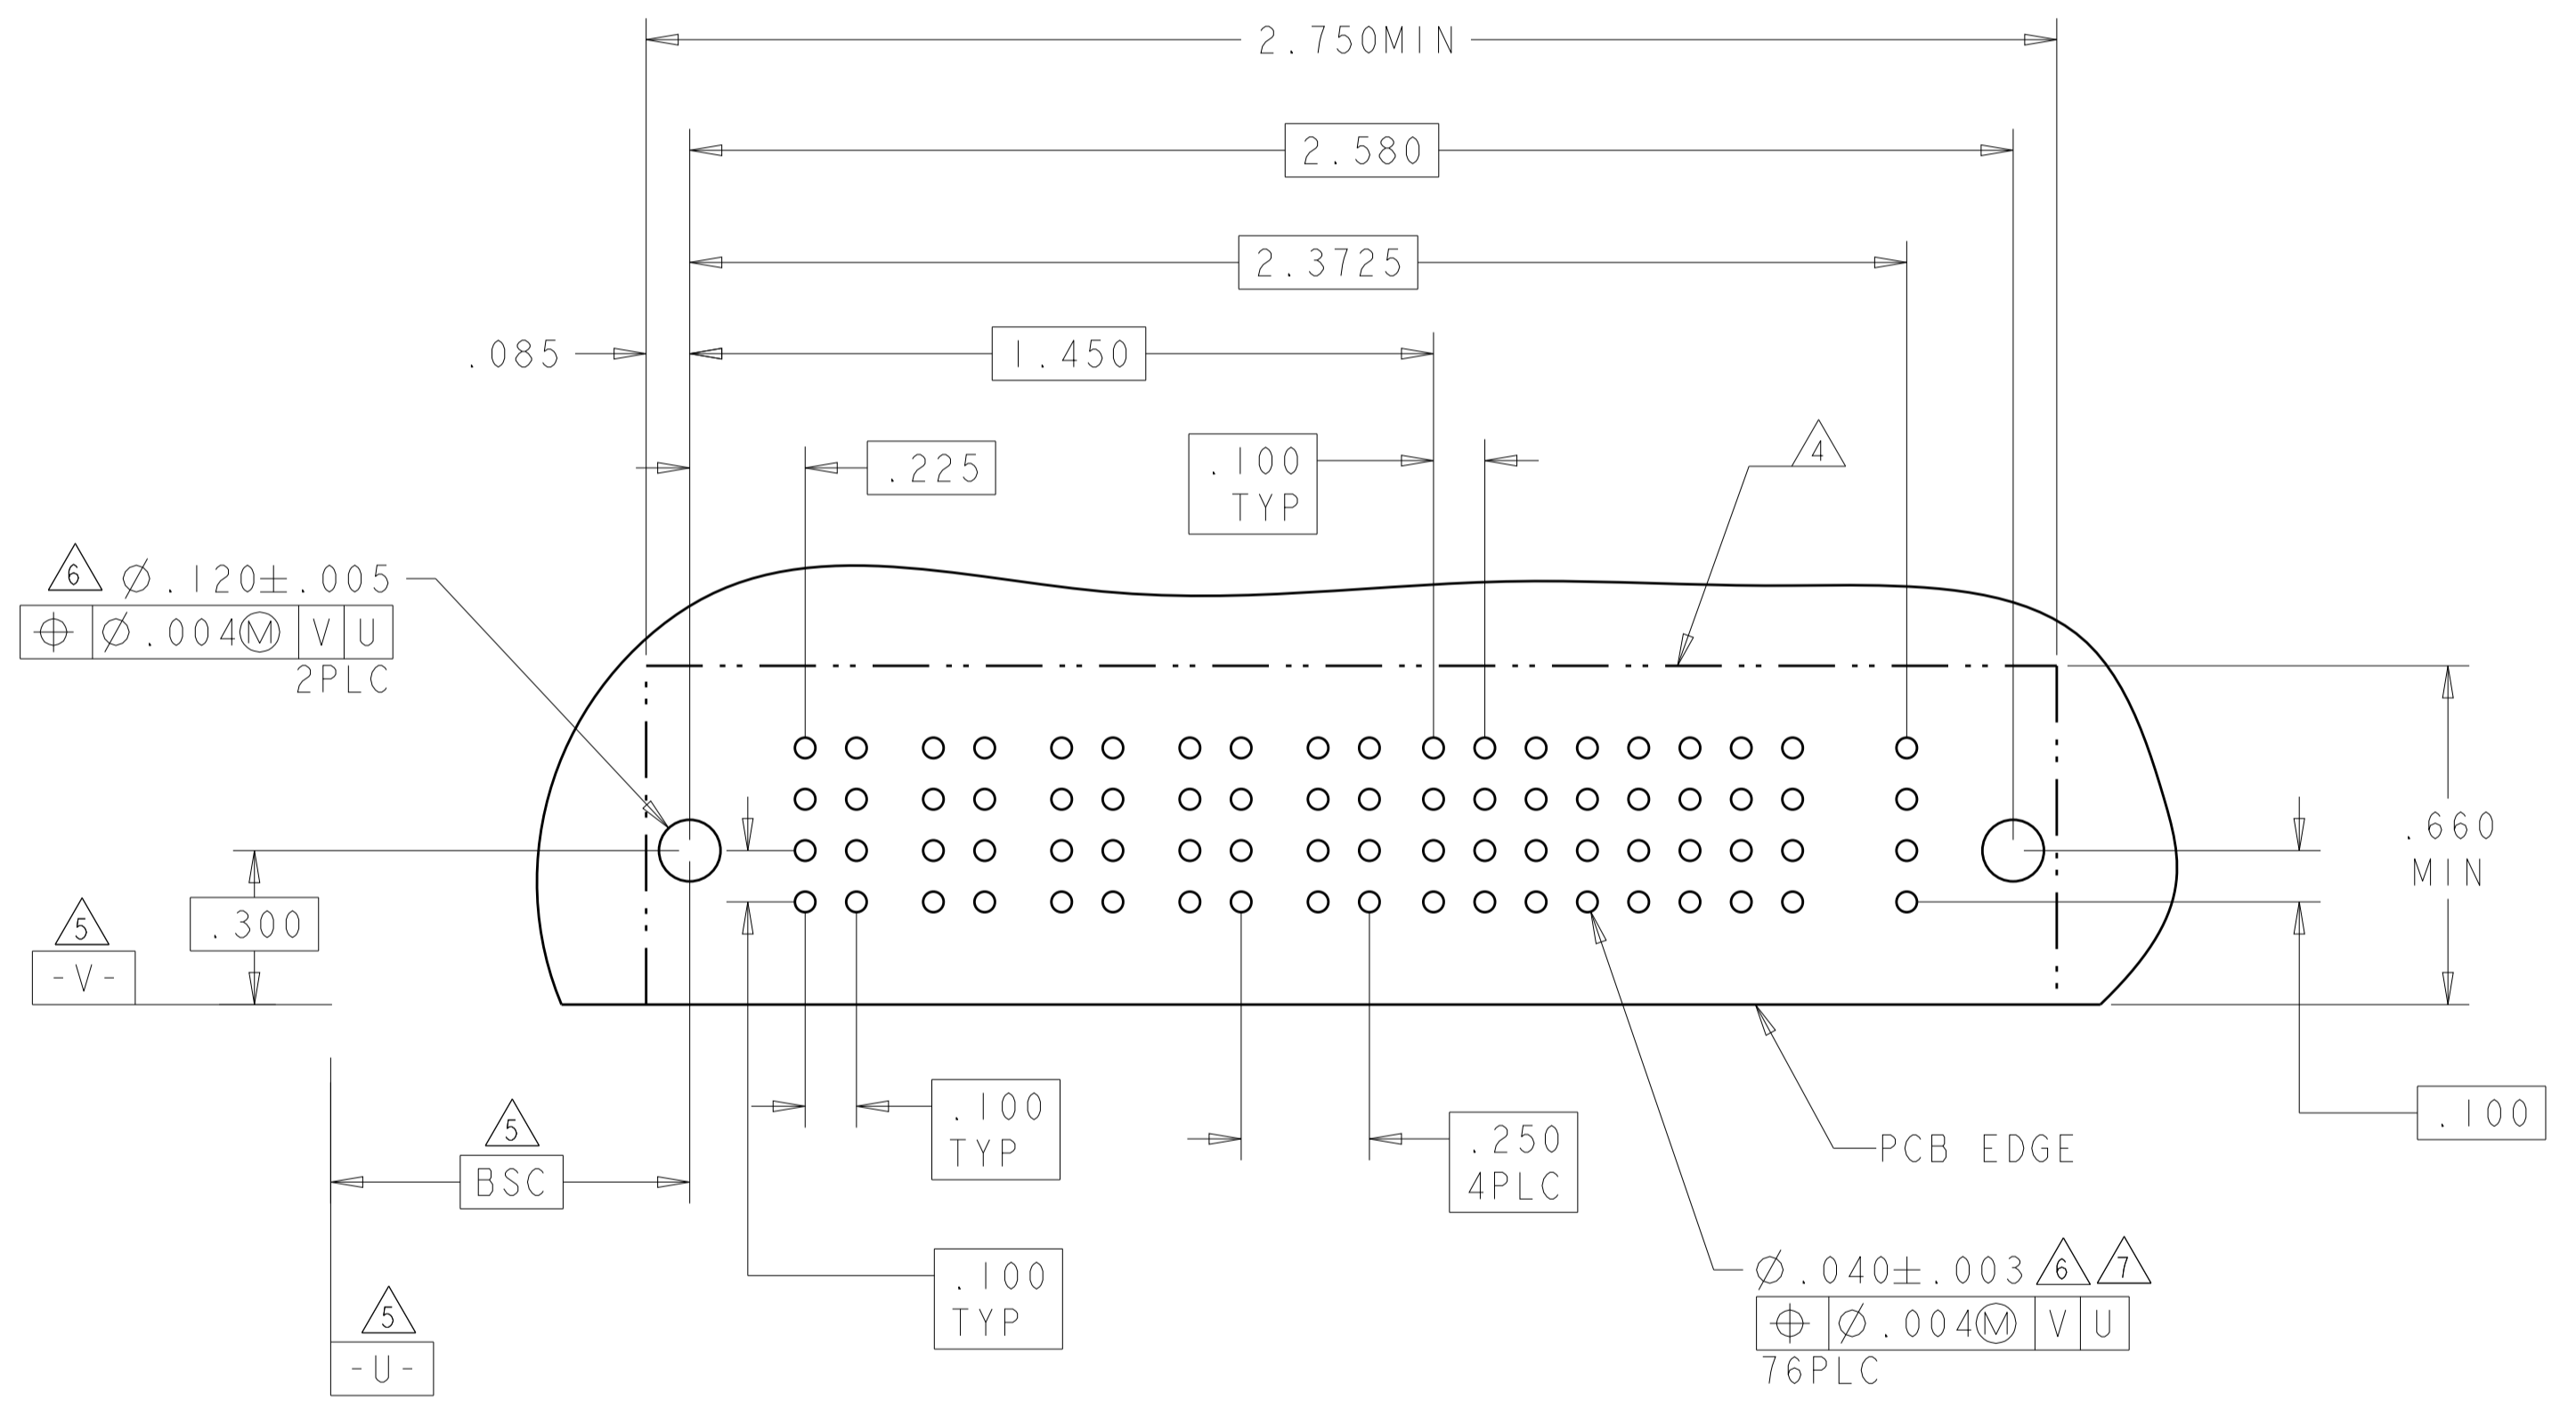 2.750MIN
2.580
2.3725
.085
1.450
.225
.100
TYP
4
6 Ø.120±.005
⌖ Ø.004Ⓜ V U
2PLC
.660
MIN
.300
5
-V-
.100
TYP
.250
4PLC
PCB EDGE
.100
5
BSC
.100
TYP
Ø.040±.003 6 7
⌖ Ø.004Ⓜ V U
76PLC
5
-U-